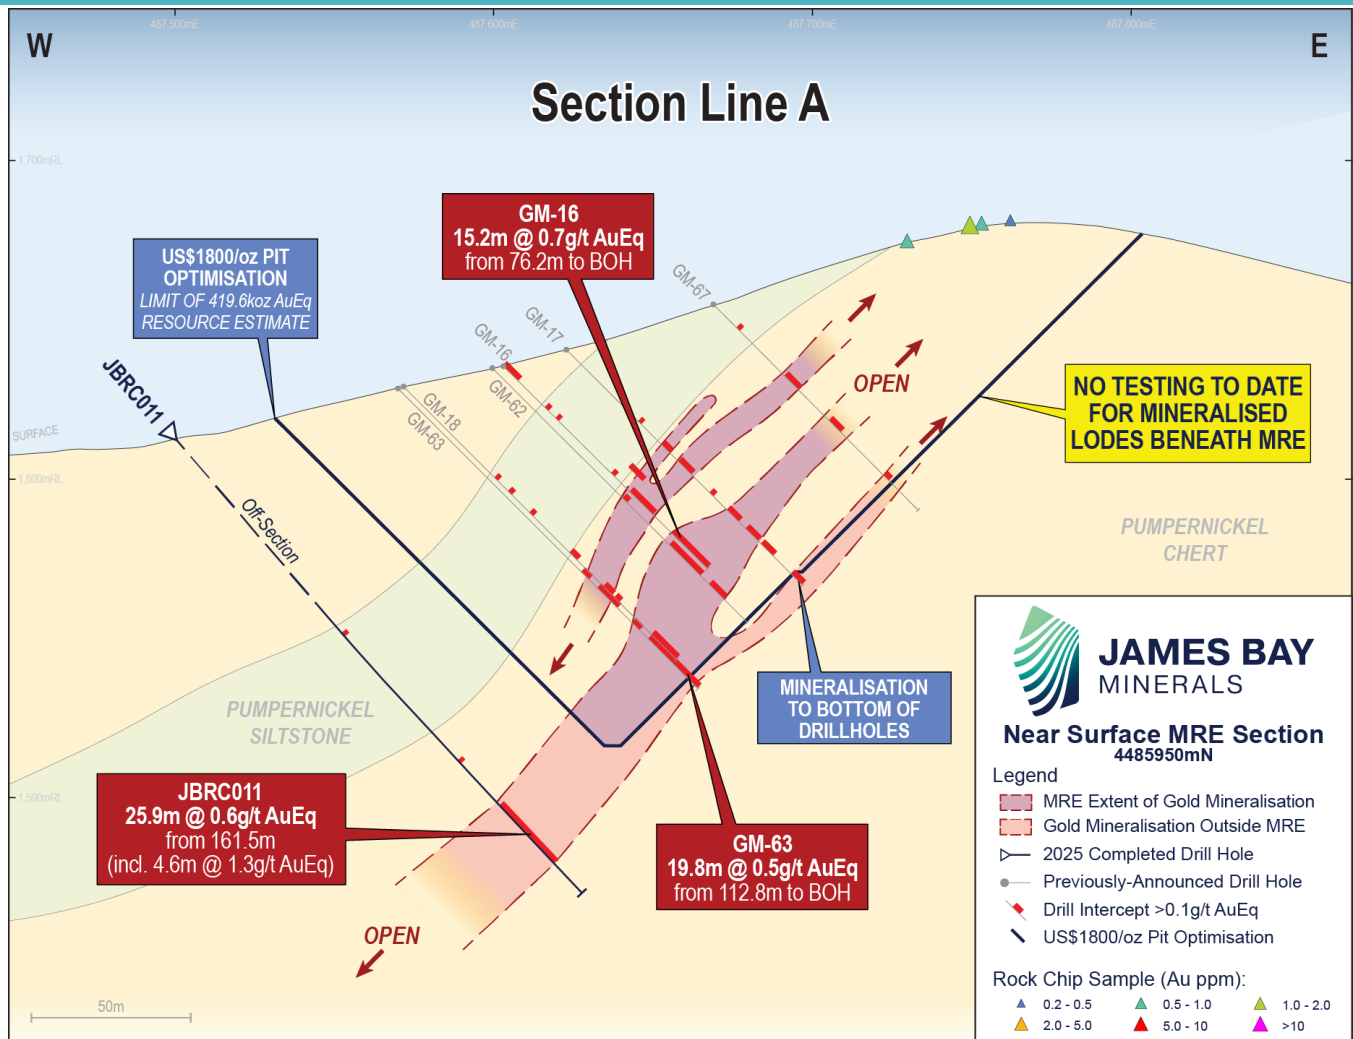 487,500mE
487,600mE
487,700mE
487,800mE
W
E
Section Line A
1,700mRL
GM-16
15.2m @ 0.7g/t AuEq
from 76.2m to BOH
US$1800/oz PIT
OPTIMISATION
LIMIT OF 419.6koz AuEq
RESOURCE ESTIMATE
GM-67
GM-17
GM-16
GM-62
GM-18
GM-63
JBRC011
OPEN
NO TESTING TO DATE
FOR MINERALISED
LODES BENEATH MRE
SURFACE
1,600mRL
Off-Section
PUMPERNICKEL
CHERT
PUMPERNICKEL
SILTSTONE
MINERALISATION
TO BOTTOM OF
DRILLHOLES
1,500mRL
JBRC011
25.9m @ 0.6g/t AuEq
from 161.5m
(incl. 4.6m @ 1.3g/t AuEq)
GM-63
19.8m @ 0.5g/t AuEq
from 112.8m to BOH
OPEN
50m
JAMES BAY
MINERALS
Near Surface MRE Section
4485950mN
Legend
MRE Extent of Gold Mineralisation
Gold Mineralisation Outside MRE
2025 Completed Drill Hole
Previously-Announced Drill Hole
Drill Intercept >0.1g/t AuEq
US$1800/oz Pit Optimisation
Rock Chip Sample (Au ppm):
0.2 - 0.5
0.5 - 1.0
1.0 - 2.0
2.0 - 5.0
5.0 - 10
>10